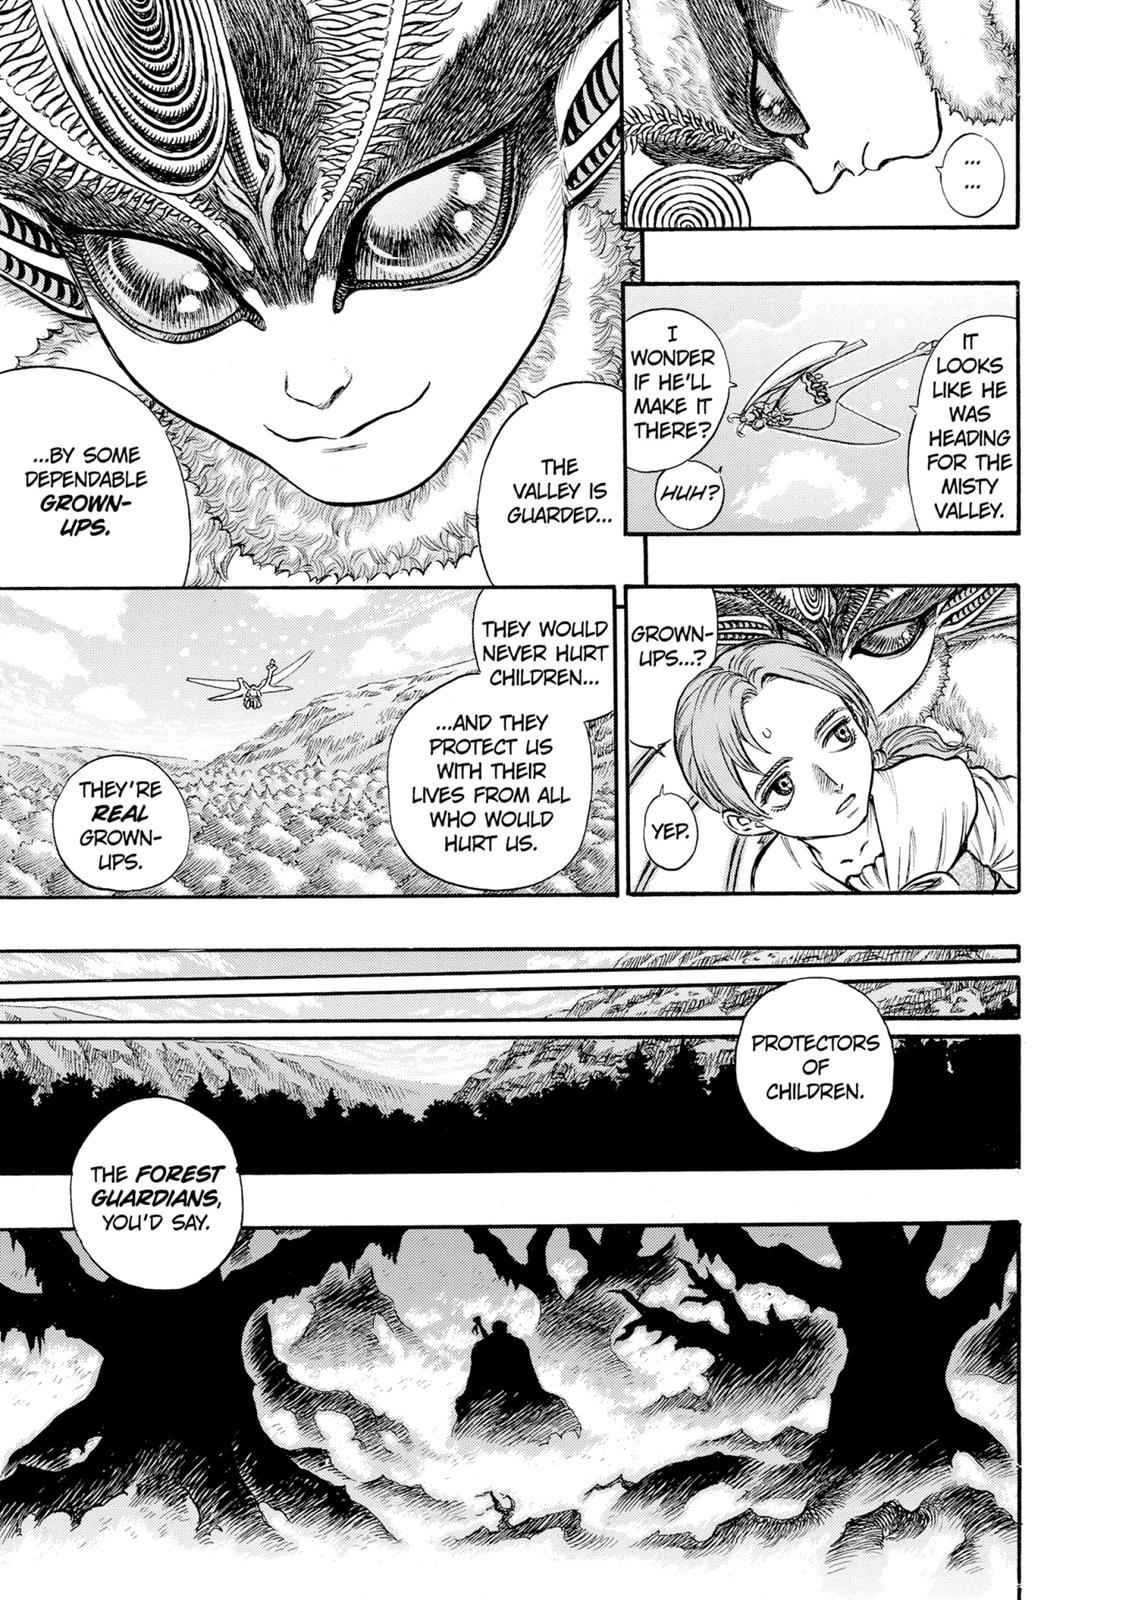 ...
...
IT
LOOKS
LIKE HE
WAS
HEADING
FOR THE
MISTY
VALLEY.
I
WONDER
IF HE'LL
MAKE IT
THERE?
HUH?
THE
VALLEY IS
GUARDED...
...BY SOME
DEPENDABLE
GROWN-
UPS.
GROWN-
UPS...?
YEP.
THEY WOULD
NEVER HURT
CHILDREN...
...AND THEY
PROTECT US
WITH THEIR
LIVES FROM ALL
WHO WOULD
HURT US.
THEY'RE
REAL
GROWN-
UPS.
PROTECTORS
OF
CHILDREN.
THE FOREST
GUARDIANS,
YOU'D SAY.